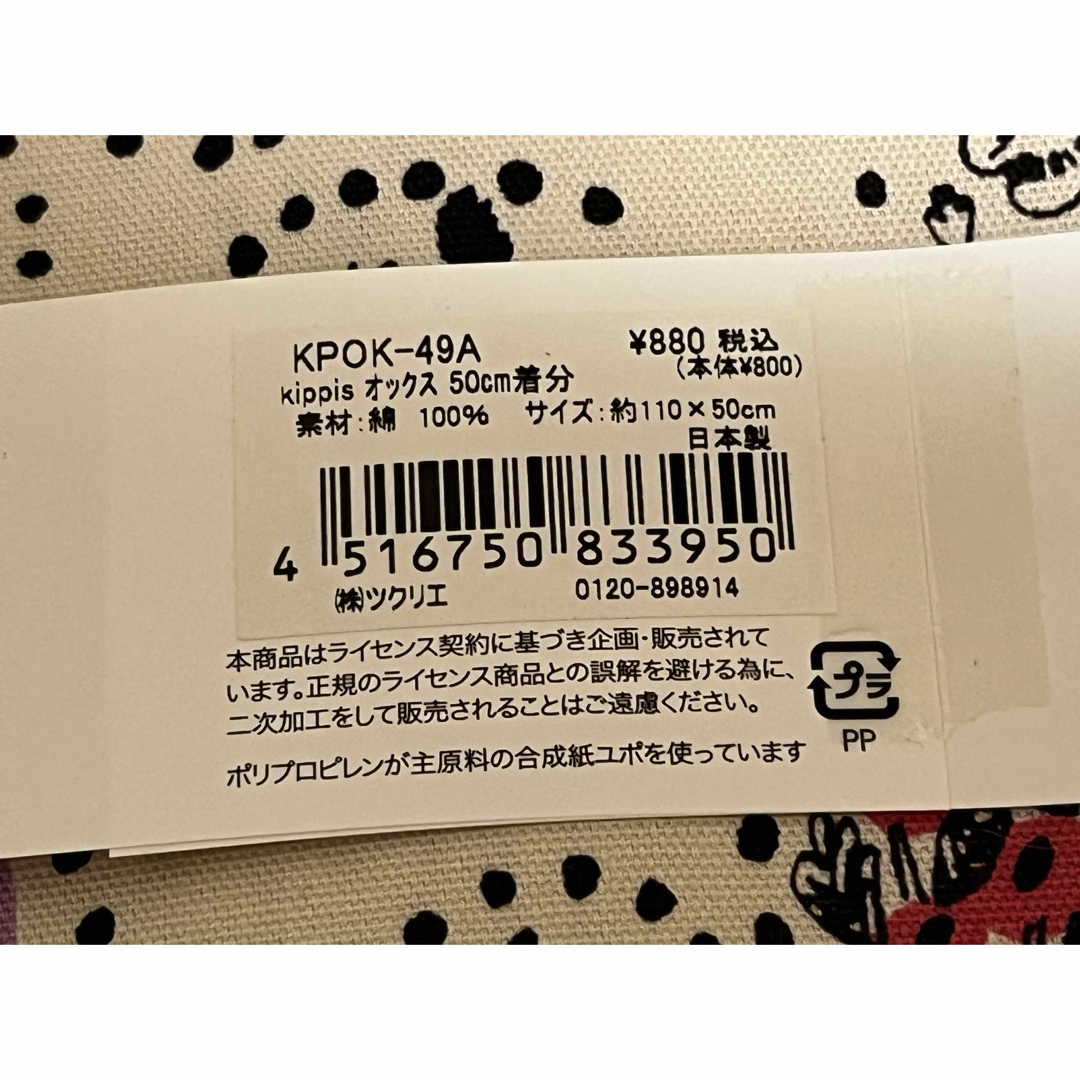 KPOK-49A ¥880 税込
(本体¥800)
kippis オックス 50cm着分
素材:綿 100% サイズ:約110×50cm
日本製
4 516750 833950
㈱ツクリエ 0120-898914
本商品はライセンス契約に基づき企画・販売されて
います。正規のライセンス商品との誤解を避ける為に、
二次加工をして販売されることはご遠慮ください。
プラ
PP
ポリプロピレンが主原料の合成紙ユポを使っています